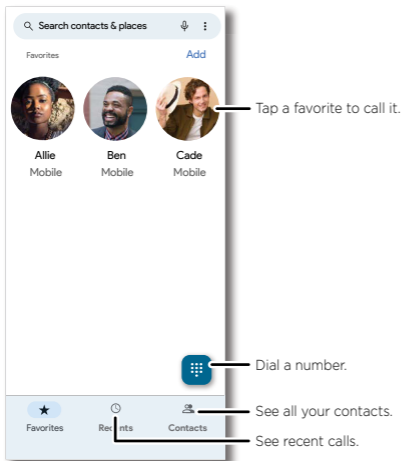 Search contacts & places
Favorites Add
Tap a favorite to call it.
Allie Ben Cade
Mobile Mobile Mobile
Dial a number.
See all your contacts.
Favorites Recents Contacts
See recent calls.